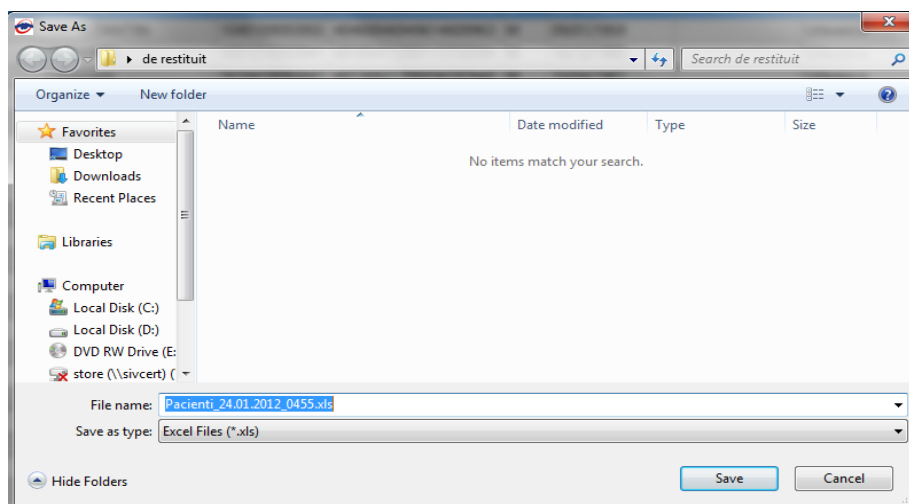 Save As
de restituit
Search de restituit
Organize
New folder
Name
Date modified
Type
Size
No items match your search.
Favorites
Desktop
Downloads
Recent Places
Libraries
Computer
Local Disk (C:)
Local Disk (D:)
DVD RW Drive (E:
store (\\sivcert) (
File name: Pacienti_24.01.2012_0455.xls
Save as type: Excel Files (*.xls)
Hide Folders
Save
Cancel